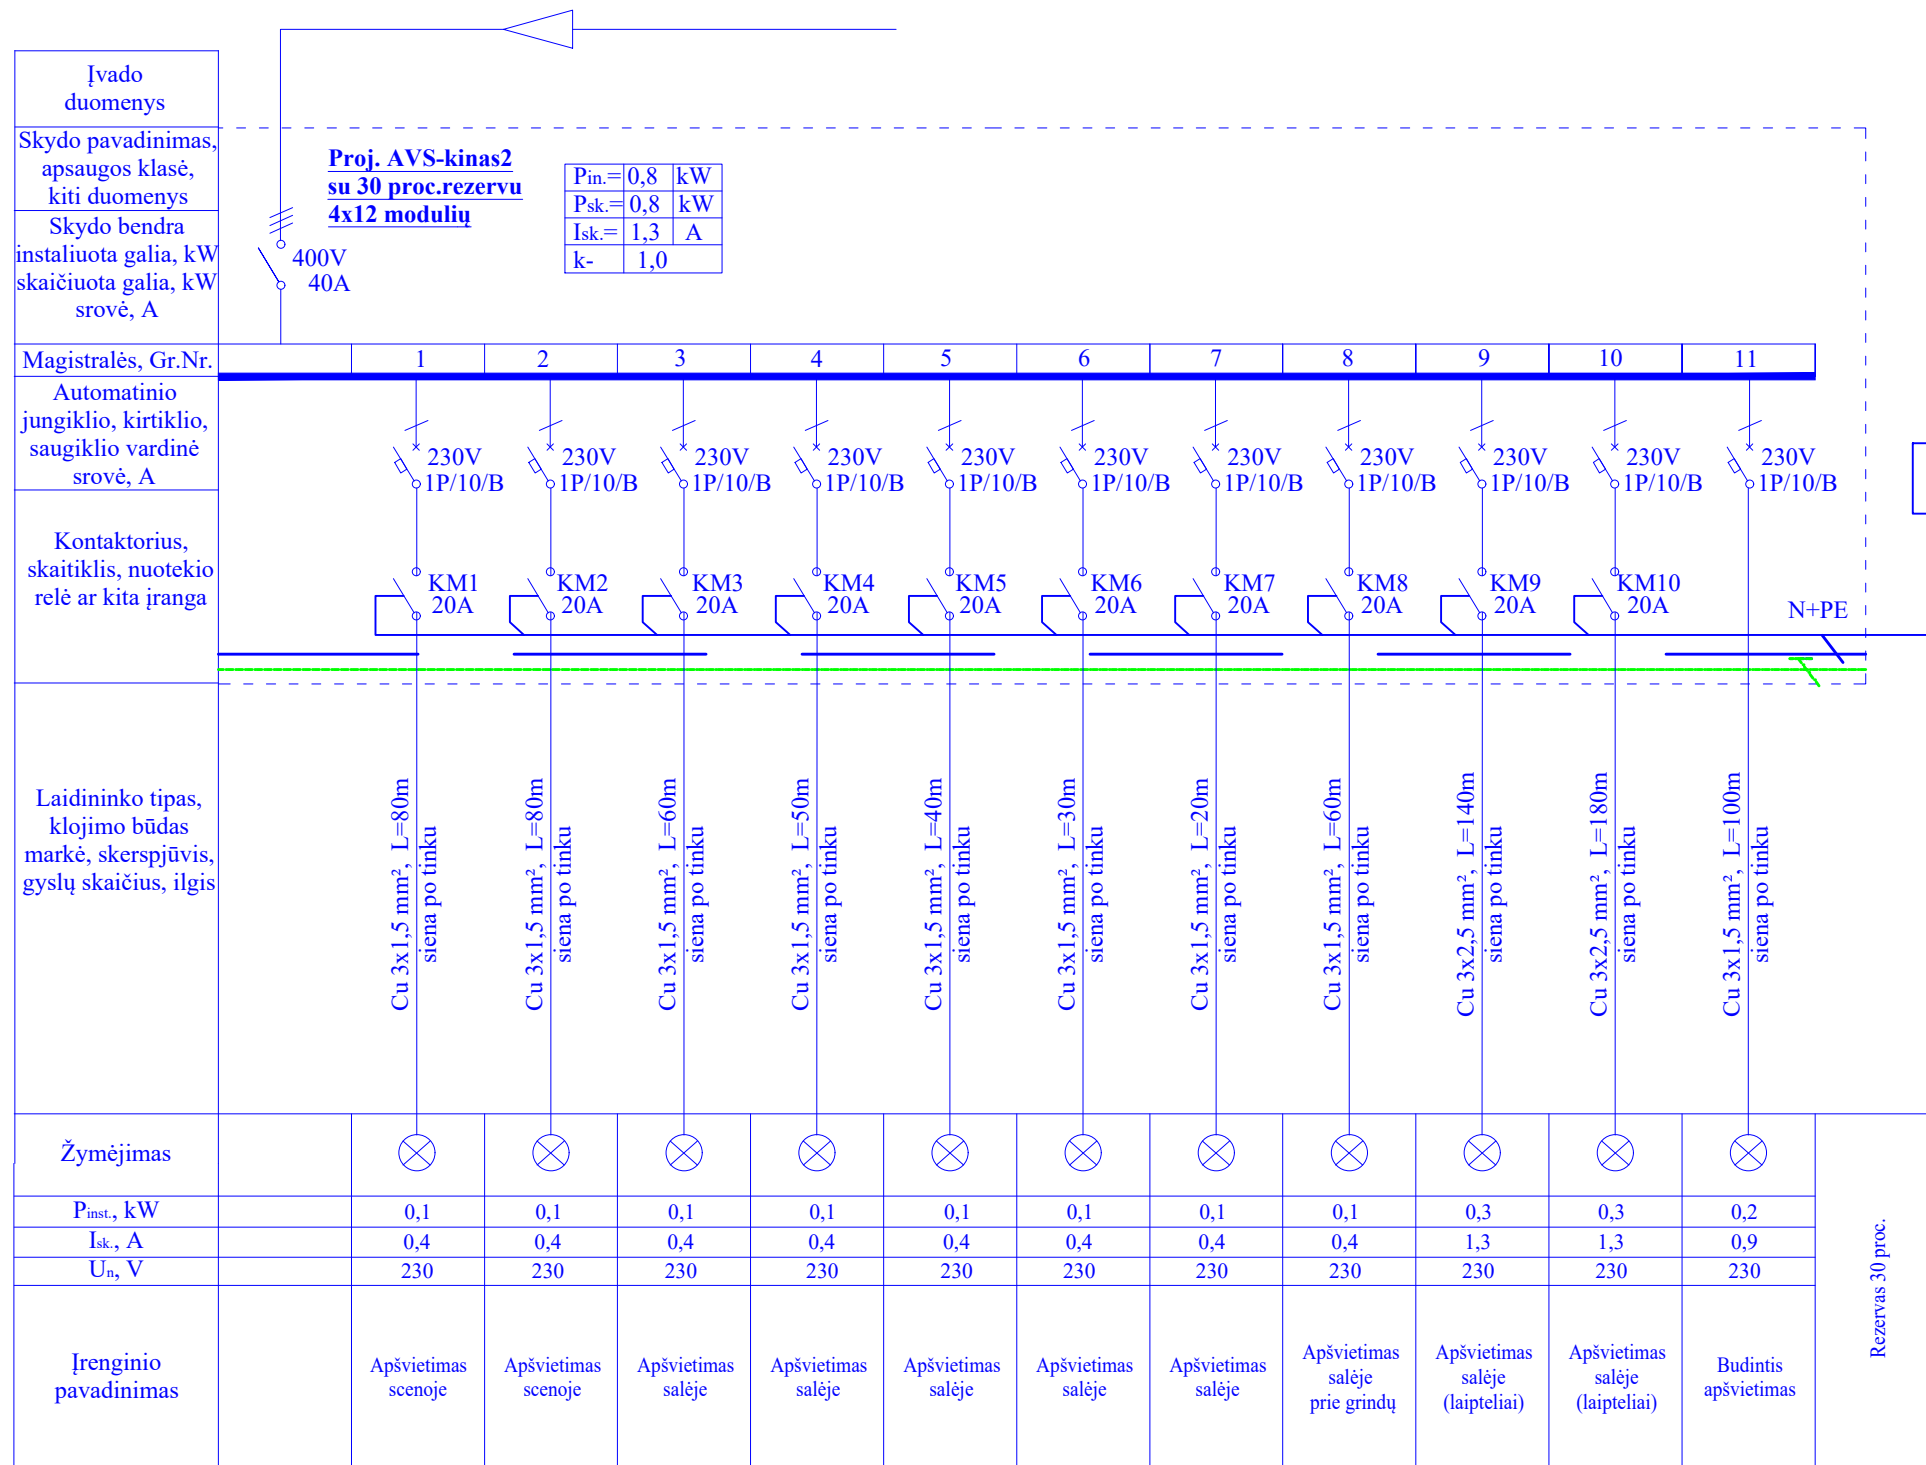 Įvado
duomenys
Skydo pavadinimas,
apsaugos klasė,
kiti duomenys
Proj. AVS-kinas2
su 30 proc.rezervu
4x12 modulių
Pin.= 0,8 kW
Psk.= 0,8 kW
Isk.= 1,3 A
k- 1,0
Skydo bendra
instaliuota galia, kW
skaičiuota galia, kW
srovė, A
400V
40A
Magistralės, Gr.Nr. 1 2 3 4 5 6 7 8 9 10 11
Automatinio
jungiklio, kirtiklio,
saugiklio vardinė
srovė, A
230V 230V 230V 230V 230V 230V 230V 230V 230V 230V 230V
1P/10/B 1P/10/B 1P/10/B 1P/10/B 1P/10/B 1P/10/B 1P/10/B 1P/10/B 1P/10/B 1P/10/B 1P/10/B
Kontaktorius,
skaitiklis, nuotekio
relė ar kita įranga
KM1 KM2 KM3 KM4 KM5 KM6 KM7 KM8 KM9 KM10
20A 20A 20A 20A 20A 20A 20A 20A 20A 20A
N+PE
Laidininko tipas,
klojimo būdas
markė, skerspjūvis,
gyslų skaičius, ilgis
Cu 3x1,5 mm², L=80m
siena po tinku
Cu 3x1,5 mm², L=80m
siena po tinku
Cu 3x1,5 mm², L=60m
siena po tinku
Cu 3x1,5 mm², L=50m
siena po tinku
Cu 3x1,5 mm², L=40m
siena po tinku
Cu 3x1,5 mm², L=30m
siena po tinku
Cu 3x1,5 mm², L=20m
siena po tinku
Cu 3x1,5 mm², L=60m
siena po tinku
Cu 3x2,5 mm², L=140m
siena po tinku
Cu 3x2,5 mm², L=180m
siena po tinku
Cu 3x1,5 mm², L=100m
siena po tinku
Žymėjimas
Pinst., kW 0,1 0,1 0,1 0,1 0,1 0,1 0,1 0,1 0,3 0,3 0,2
Isk., A 0,4 0,4 0,4 0,4 0,4 0,4 0,4 0,4 1,3 1,3 0,9
Un, V 230 230 230 230 230 230 230 230 230 230 230
Įrenginio
pavadinimas
Apšvietimas
scenoje
Apšvietimas
scenoje
Apšvietimas
salėje
Apšvietimas
salėje
Apšvietimas
salėje
Apšvietimas
salėje
Apšvietimas
salėje
Apšvietimas
salėje
prie grindų
Apšvietimas
salėje
(laipteliai)
Apšvietimas
salėje
(laipteliai)
Budintis
apšvietimas
Rezervas 30 proc.